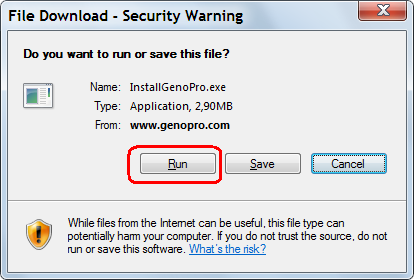 File Download - Security Warning
Do you want to run or save this file?
Name: InstallGenoPro.exe
Type: Application, 2,90MB
From: www.genopro.com
Run Save Cancel
While files from the Internet can be useful, this file type can
potentially harm your computer. If you do not trust the source, do not
run or save this software. What's the risk?